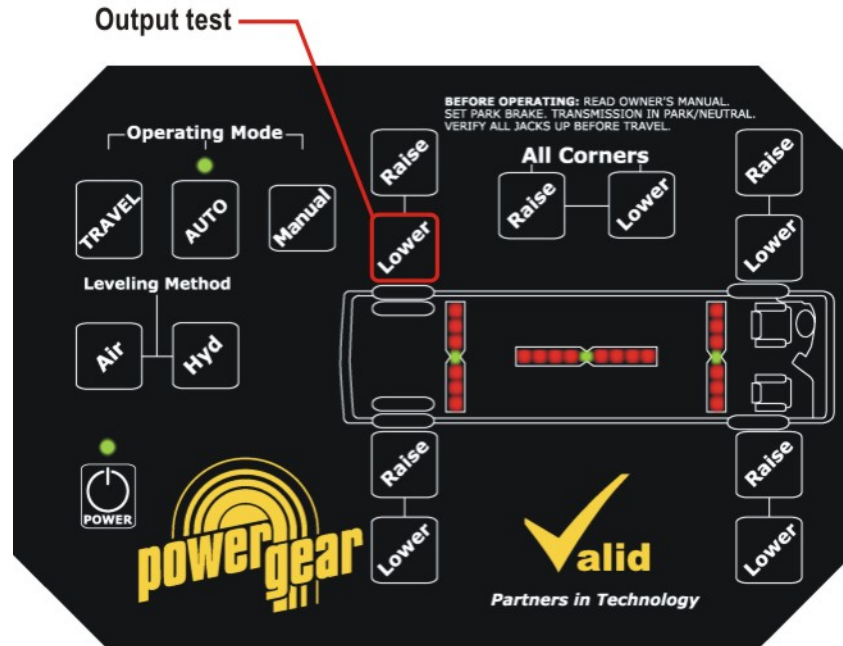 Output test
BEFORE OPERATING: READ OWNER'S MANUAL.
SET PARK BRAKE. TRANSMISSION IN PARK/NEUTRAL.
VERIFY ALL JACKS UP BEFORE TRAVEL.
Operating Mode
TRAVEL
AUTO
Manual
Raise
Lower
All Corners
Raise
Lower
Raise
Lower
Leveling Method
Air
Hyd
POWER
Raise
Lower
Raise
Lower
powergear
Valid
Partners in Technology